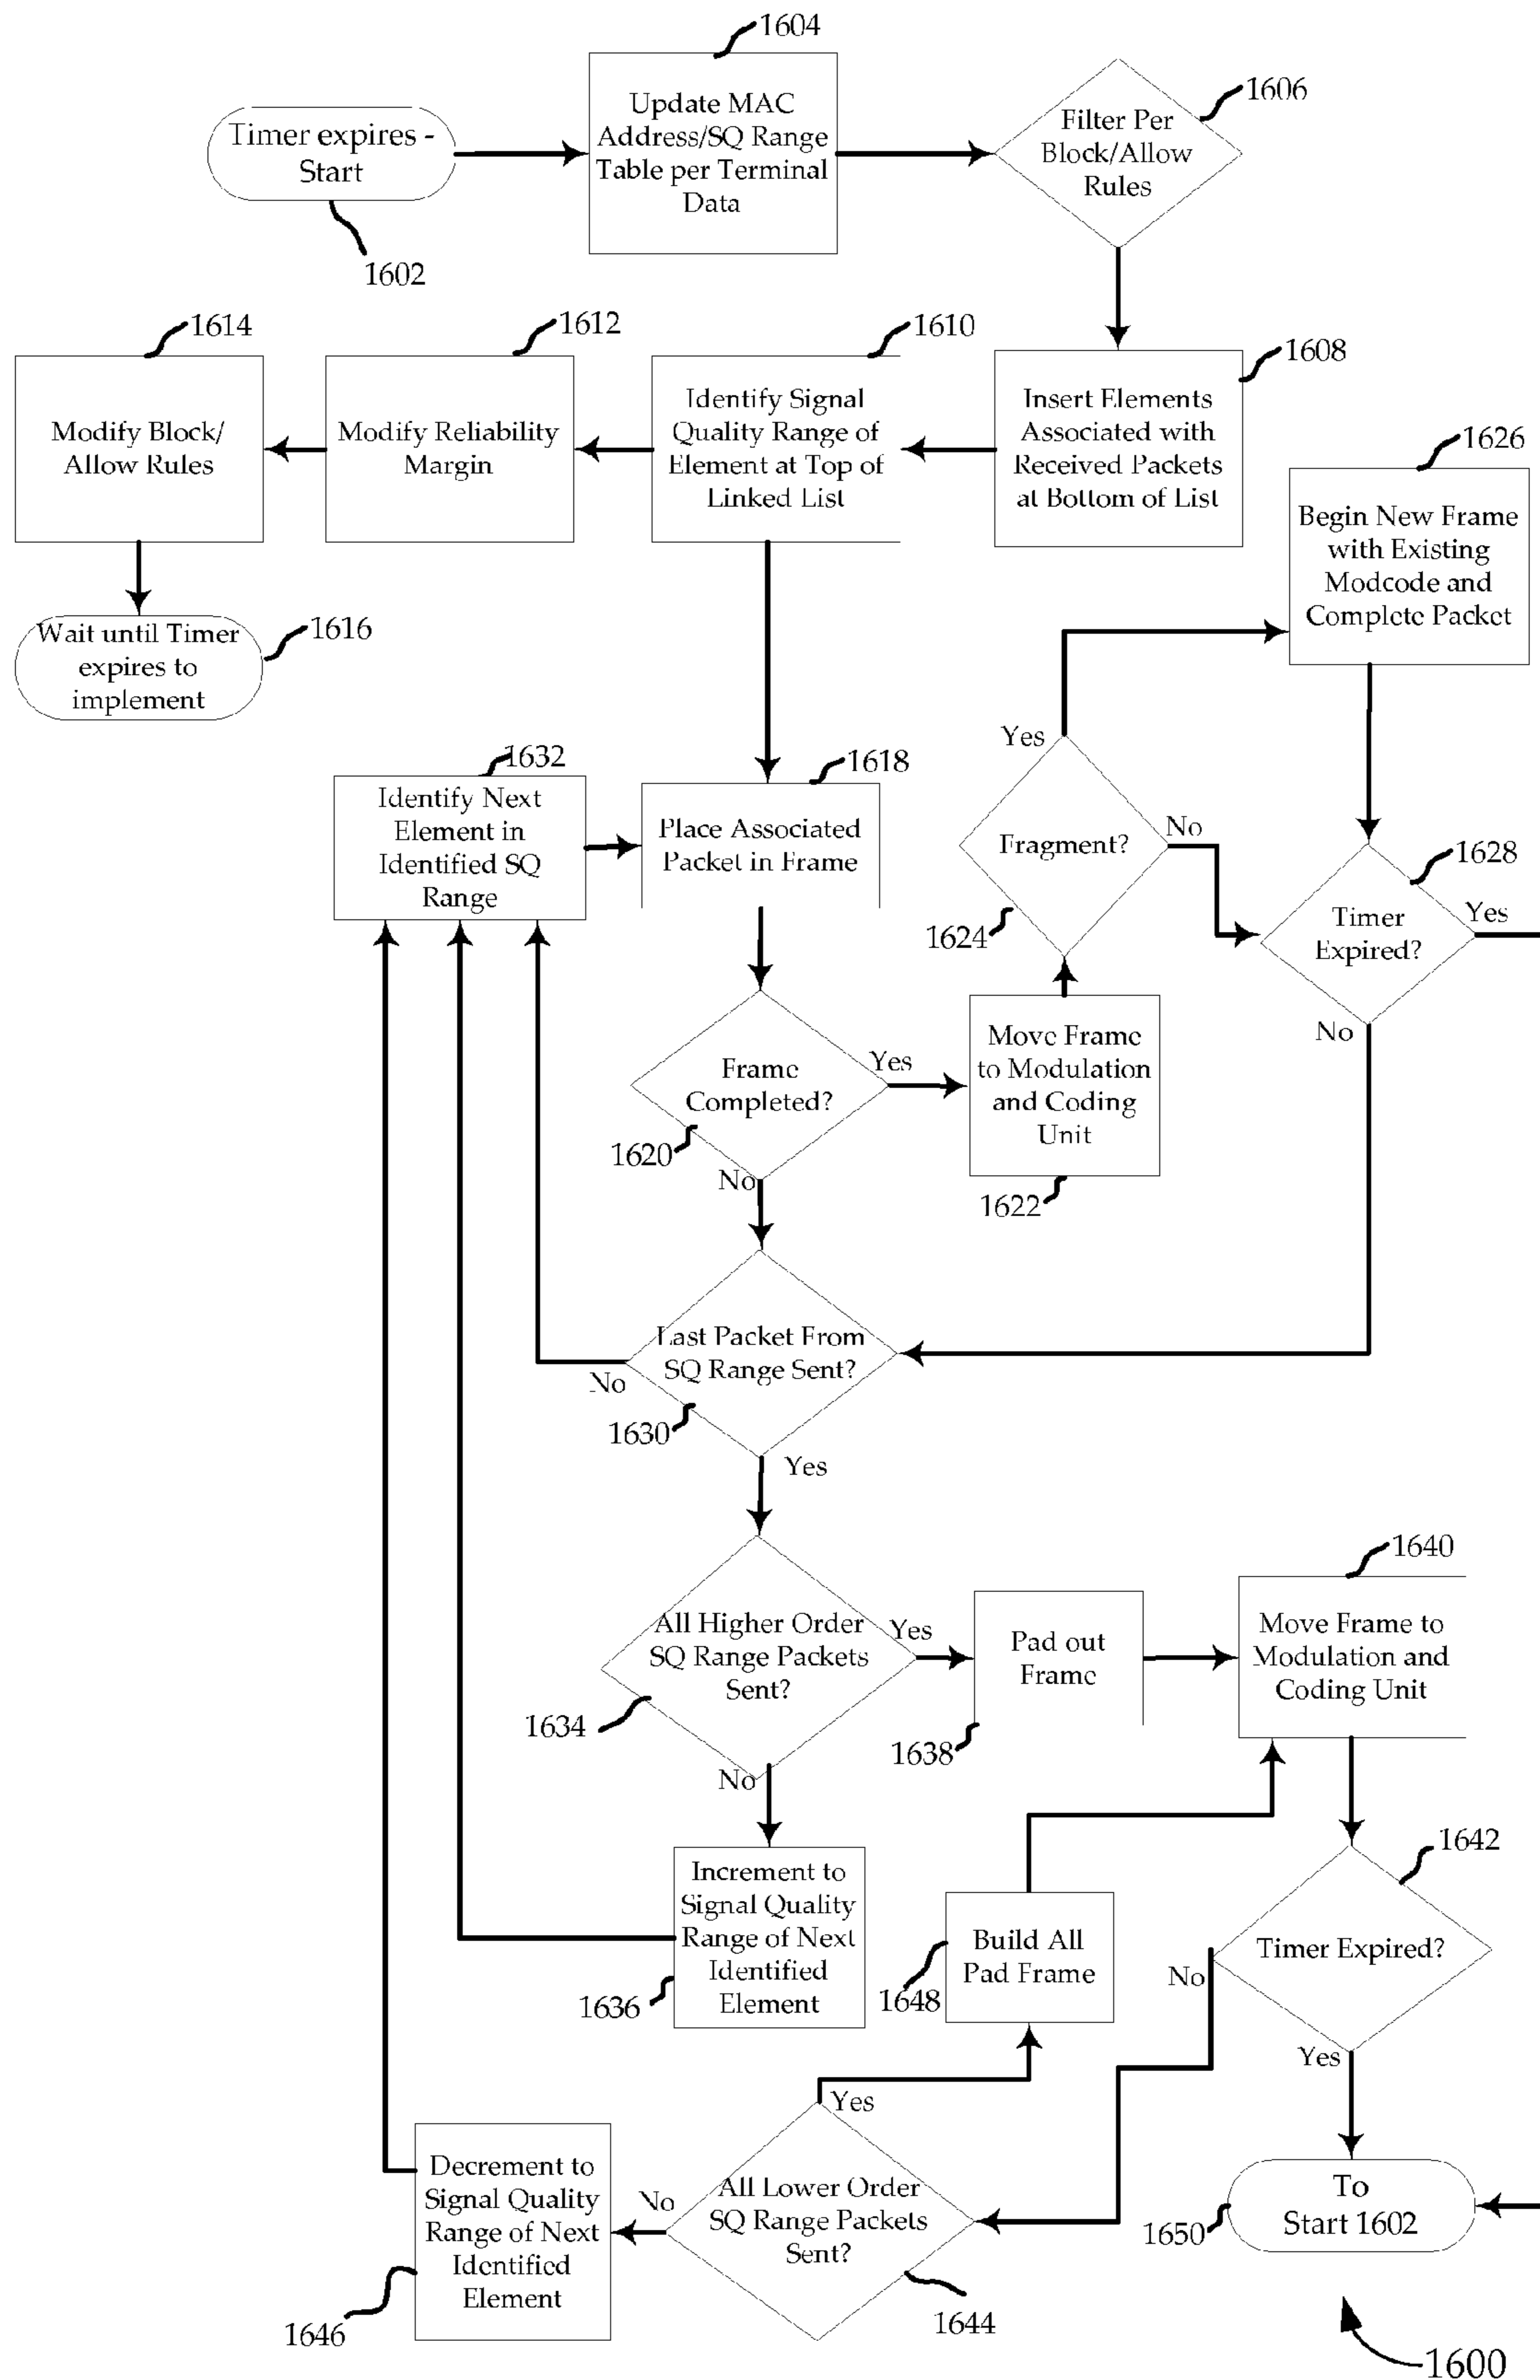 1604
Update MAC
Address/SQ Range
Table per Terminal
Data
1606
Filter Per
Block/Allow
Rules
Timer expires -
Start
1602
1614
Modify Block/
Allow Rules
1612
Modify Reliability
Margin
1610
Identify Signal
Quality Range of
Element at Top of
Linked List
1608
Insert Elements
Associated with
Received Packets
at Bottom of List
1626
Begin New Frame
with Existing
Modcode and
Complete Packet
Wait until Timer
expires to
implement
1616
1632
Identify Next
Element in
Identified SQ
Range
1618
Place Associated
Packet in Frame
Yes
Fragment?
No
1624
1628
Timer
Expired?
Yes
No
Frame
Completed?
Yes
1620
No
Move Frame
to Modulation
and Coding
Unit
1622
Last Packet From
SQ Range Sent?
No
1630
Yes
All Higher Order
SQ Range Packets
Sent?
Yes
1634
No
Pad out
Frame
1638
1640
Move Frame to
Modulation and
Coding Unit
Increment to
Signal Quality
Range of Next
Identified
Element
1636
Build All
Pad Frame
1648
1642
Timer Expired?
No
Yes
Decrement to
Signal Quality
Range of Next
Identified
Element
1646
No
Yes
All Lower Order
SQ Range Packets
Sent?
1644
To
Start 1602
1650
1600